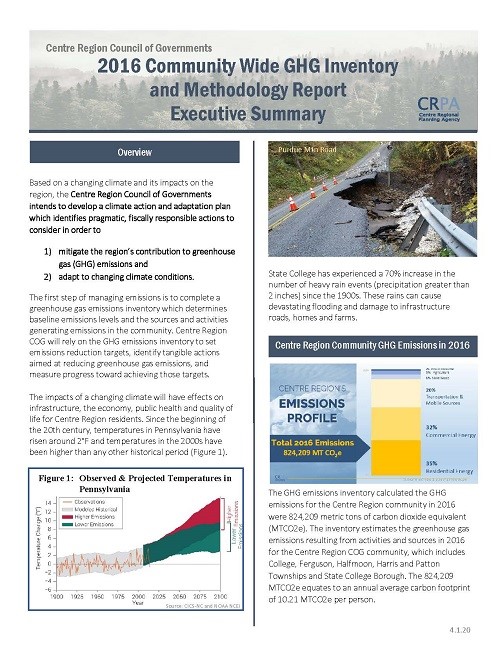 Centre Region Council of Governments
2016 Community Wide GHG Inventory
and Methodology Report
Executive Summary
CRPA
Centre Regional
Planning Agency
Overview
Based on a changing climate and its impacts on the
region, the Centre Region Council of Governments
intends to develop a climate action and adaptation plan
which identifies pragmatic, fiscally responsible actions to
consider in order to
1) mitigate the region's contribution to greenhouse
gas (GHG) emissions and
2) adapt to changing climate conditions.
The first step of managing emissions is to complete a
greenhouse gas emissions inventory which determines
baseline emissions levels and the sources and activities
generating emissions in the community. Centre Region
COG will rely on the GHG emissions inventory to set
emissions reduction targets, identify tangible actions
aimed at reducing greenhouse gas emissions, and
measure progress toward achieving those targets.
The impacts of a changing climate will have effects on
infrastructure, the economy, public health and quality of
life for Centre Region residents. Since the beginning of
the 20th century, temperatures in Pennsylvania have
risen around 2°F and temperatures in the 2000s have
been higher than any other historical period (Figure 1).
Figure 1: Observed & Projected Temperatures in
Pennsylvania
Observations
Modeled Historical
Higher Emissions
Lower Emissions
Temperature Change (°F)
14
12
10
8
6
4
2
0
−2
−4
−6
1900 1925 1950 1975 2000 2025 2050 2075 2100
Year
Higher Emissions
Lower Emissions
Source: CICS-NC and NOAA NCEI
Purdue Mtn Road
State College has experienced a 70% increase in the
number of heavy rain events (precipitation greater than
2 inches) since the 1900s. These rains can cause
devastating flooding and damage to infrastructure
roads, homes and farms.
Centre Region Community GHG Emissions in 2016
CENTRE REGION'S
EMISSIONS
PROFILE
Total 2016 Emissions
824,209 MT CO2e
Transportation &
Mobile Sources
32%
Commercial Energy
35%
Residential Energy
The GHG emissions inventory calculated the GHG
emissions for the Centre Region community in 2016
were 824,209 metric tons of carbon dioxide equivalent
(MTCO2e). The inventory estimates the greenhouse gas
emissions resulting from activities and sources in 2016
for the Centre Region COG community, which includes
College, Ferguson, Halfmoon, Harris and Patton
Townships and State College Borough. The 824,209
MTCO2e equates to an annual average carbon footprint
of 10.21 MTCO2e per person.
4.1.20